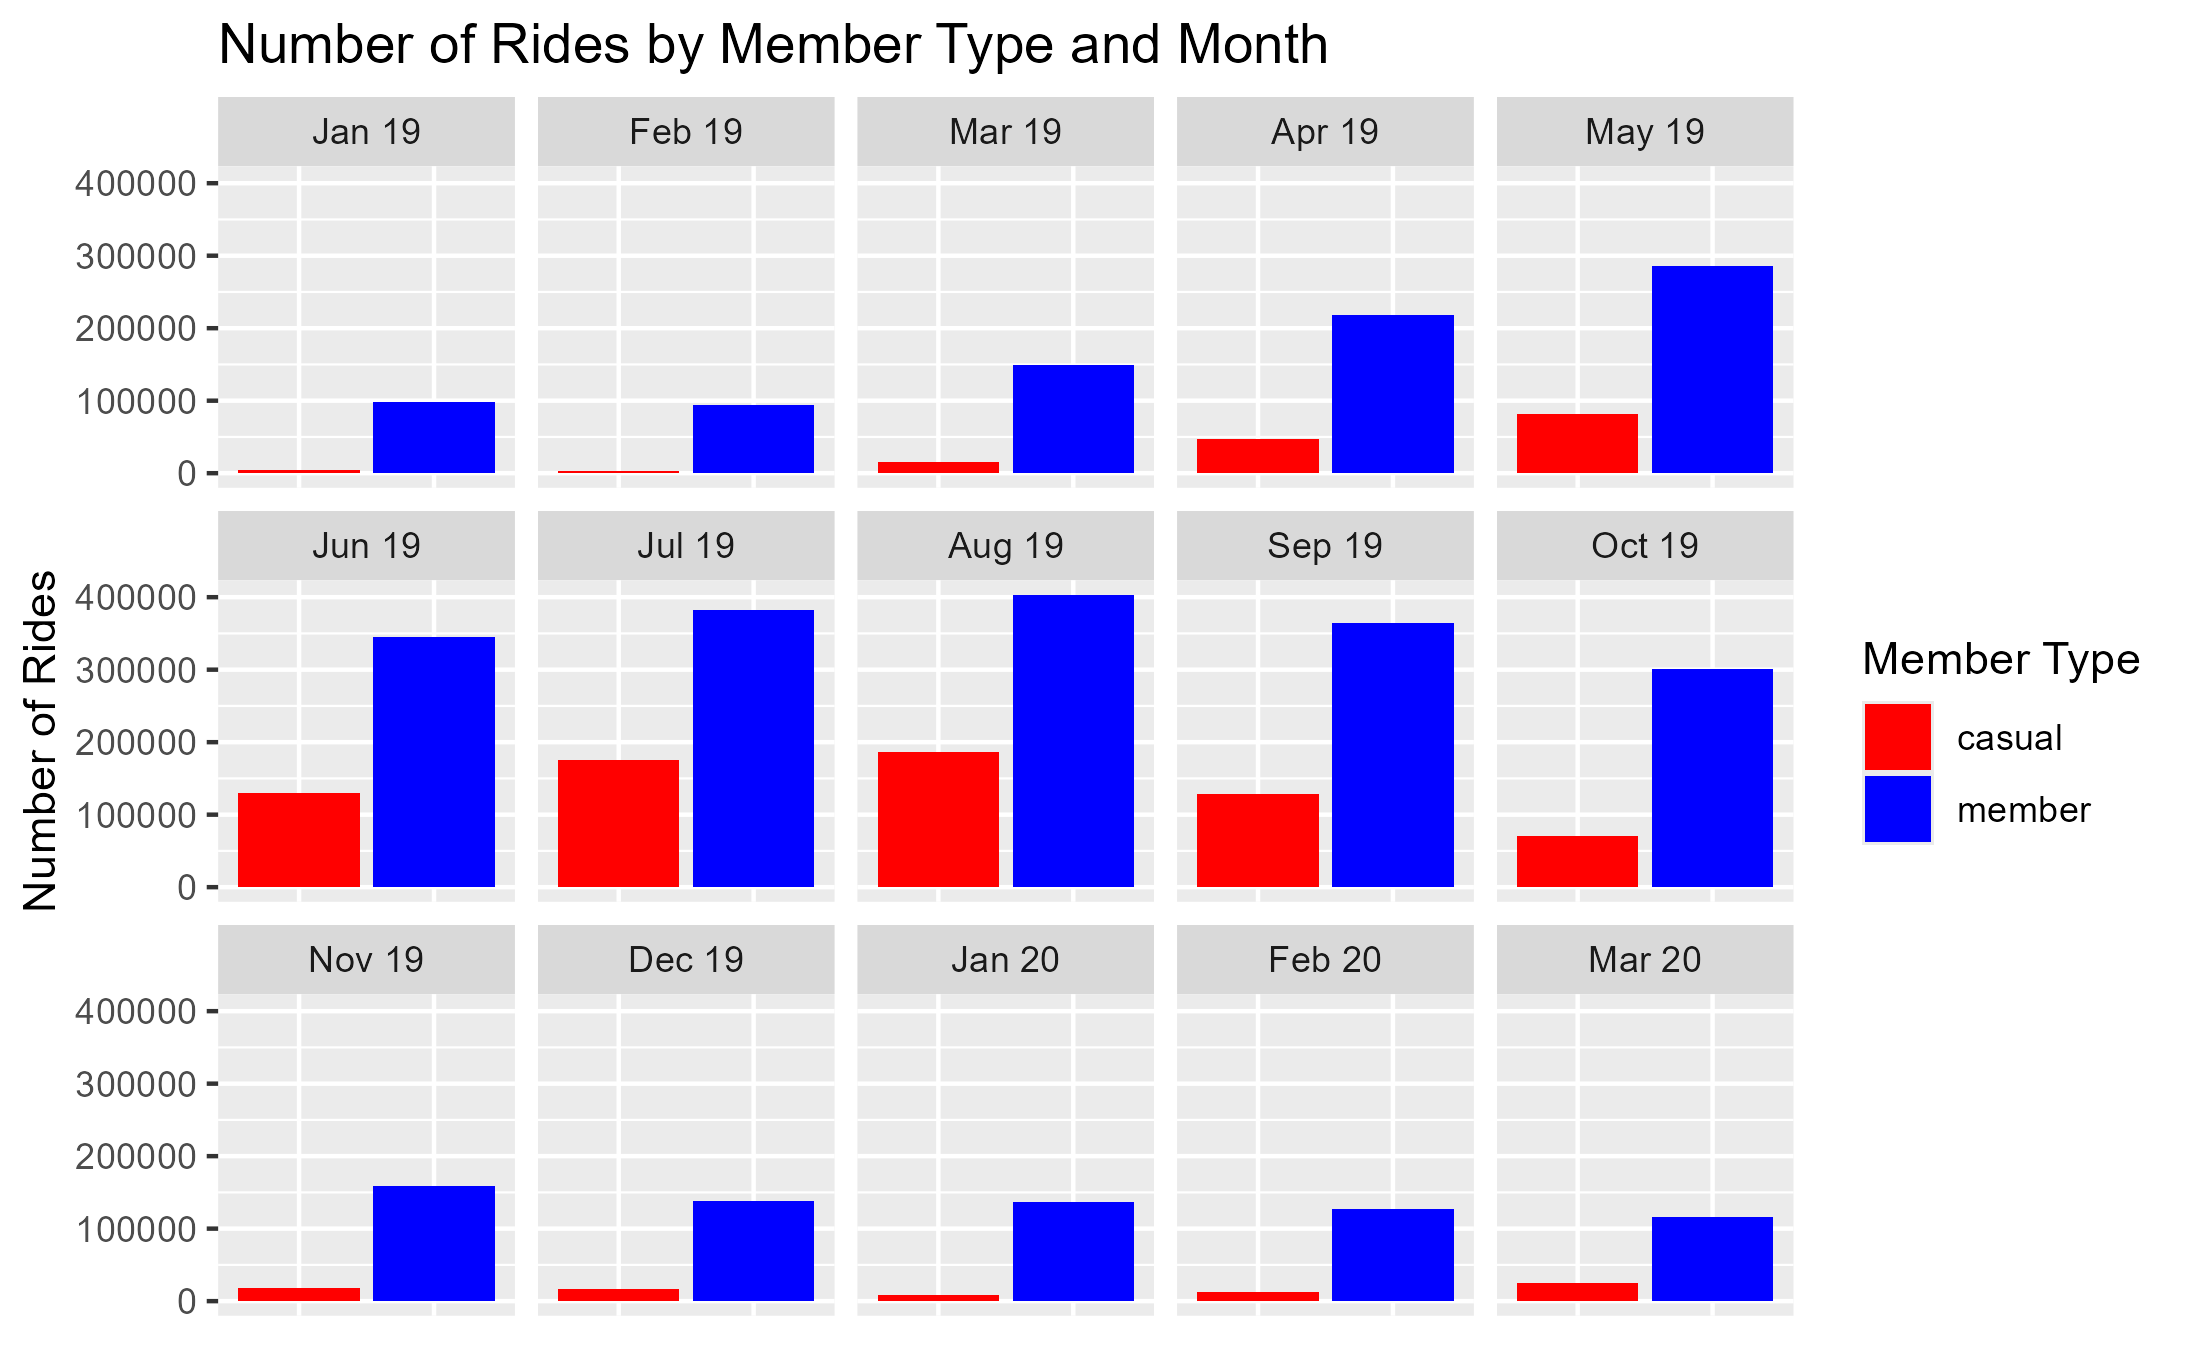 Number of Rides by Member Type and Month
Jan 19
Feb 19
Mar 19
Apr 19
May 19
400000
300000
200000
100000
0
Jun 19
Jul 19
Aug 19
Sep 19
Oct 19
400000
300000
200000
100000
0
Nov 19
Dec 19
Jan 20
Feb 20
Mar 20
400000
300000
200000
100000
0
Number of Rides
Member Type
casual
member